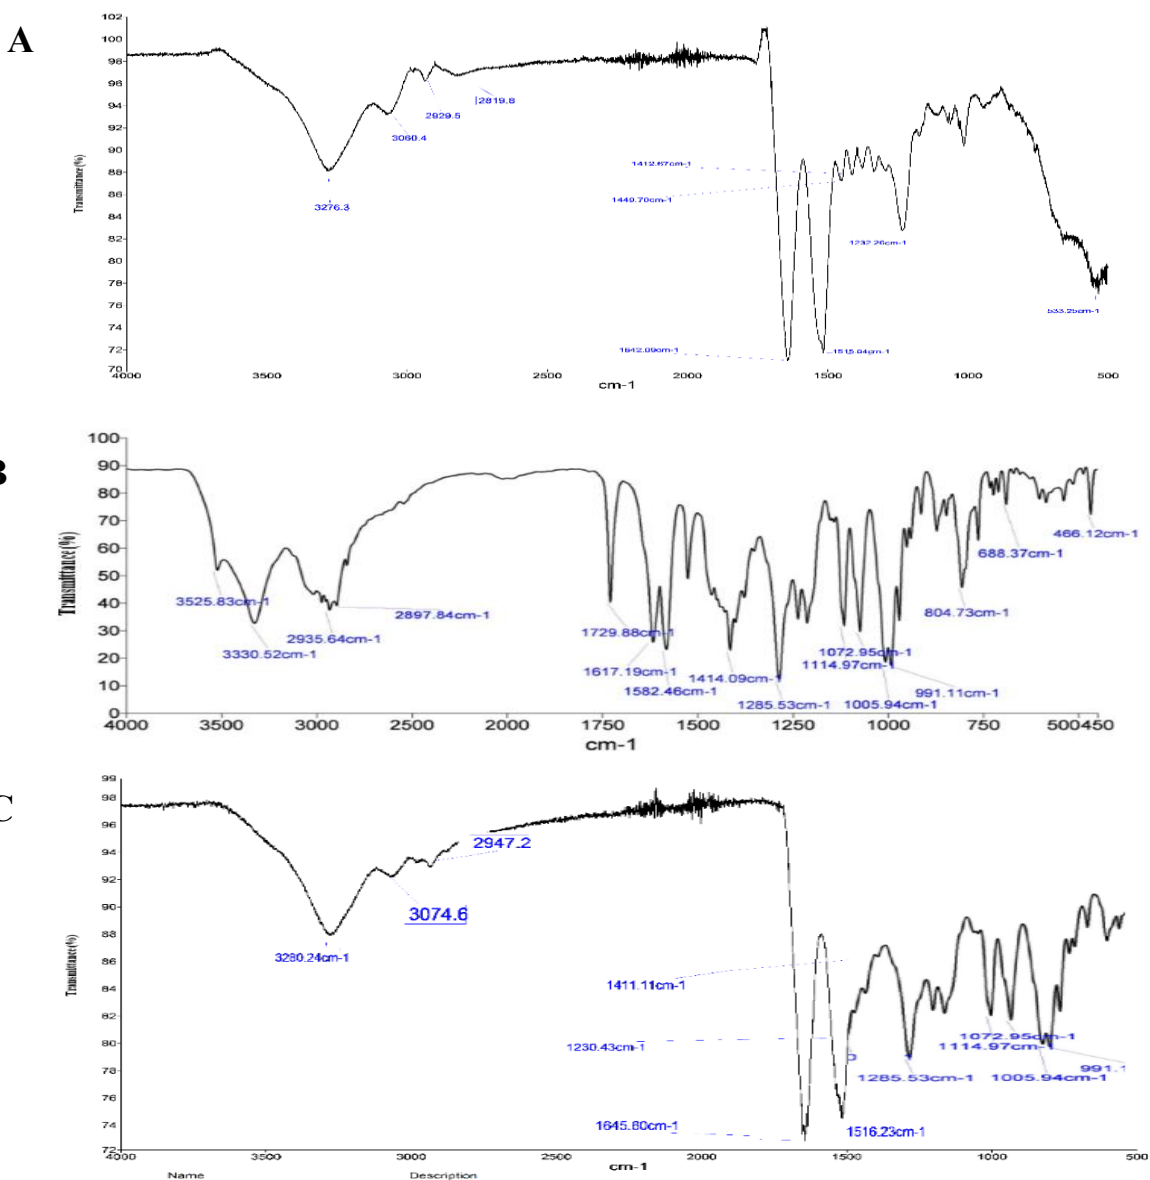 A
102
100
98
96
94
92
90
88
86
84
82
80
78
76
74
72
70
Transmittance(%)
2819.8
2929.5
3060.4
3276.3
1412.67cm-1
1449.70cm-1
1232.26cm-1
533.25cm-1
1642.09cm-1
1515.04cm-1
4000 3500 3000 2500 2000 1500 1000 500
cm-1
B
100
90
80
70
60
50
40
30
20
10
0
Transmittance(%)
3525.83cm-1
2897.84cm-1
2935.64cm-1
3330.52cm-1
466.12cm-1
688.37cm-1
804.73cm-1
1729.88cm-1
1072.95cm-1
1114.97cm-1
1617.19cm-1
1414.09cm-1
1582.46cm-1
991.11cm-1
1285.53cm-1
1005.94cm-1
4000 3500 3000 2500 2000 1750 1500 1250 1000 750 500 450
cm-1
C
99
98
96
94
92
90
88
86
84
82
80
78
76
74
72
Transmittance(%)
2947.2
3074.6
3280.24cm-1
1411.11cm-1
1230.43cm-1
1072.95cm-1
1114.97cm-1
991.1
1285.53cm-1
1005.94cm-1
1645.60cm-1
1516.23cm-1
4000 3500 3000 2500 2000 1500 1000 500
cm-1
Name Description